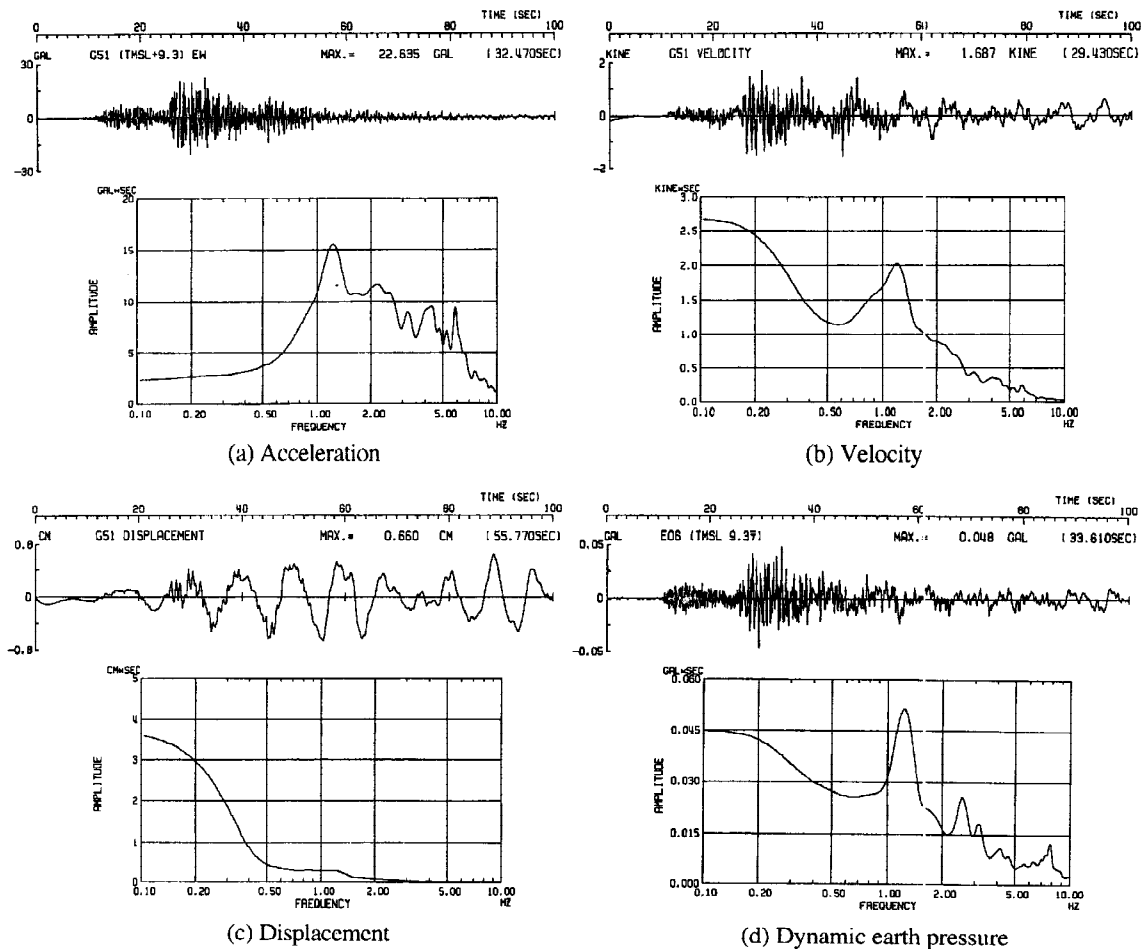 TIME (SEC)
0 20 40 60 80 100
GAL G51 (TMSL+9.3) EW MAX.= 22.635 GAL (32.470SEC)
30
0
-30
GAL*SEC
20
15
10
5
0
AMPLITUDE
0.10 0.20 0.50 1.00 2.00 5.00 10.00
FREQUENCY HZ
(a) Acceleration
TIME (SEC)
0 20 40 60 80 100
KINE G51 VELOCITY MAX.= 1.687 KINE (29.430SEC)
2
0
-2
KINE*SEC
3.0
2.5
2.0
1.5
1.0
0.5
0.0
AMPLITUDE
0.10 0.20 0.50 1.00 2.00 5.00 10.00
FREQUENCY HZ
(b) Velocity
TIME (SEC)
0 20 40 60 80 100
CM G51 DISPLACEMENT MAX.= 0.660 CM (55.770SEC)
0.8
0
-0.8
CM*SEC
5
4
3
2
1
0
AMPLITUDE
0.10 0.20 0.50 1.00 2.00 5.00 10.00
FREQUENCY HZ
(c) Displacement
TIME (SEC)
0 20 40 60 80 100
GAL E06 (TMSL 9.39) MAX.= 0.048 GAL (33.610SEC)
0.05
0
-0.05
GAL*SEC
0.060
0.045
0.030
0.015
0.000
AMPLITUDE
0.10 0.20 0.50 1.00 2.00 5.00 10.00
FREQUENCY HZ
(d) Dynamic earth pressure